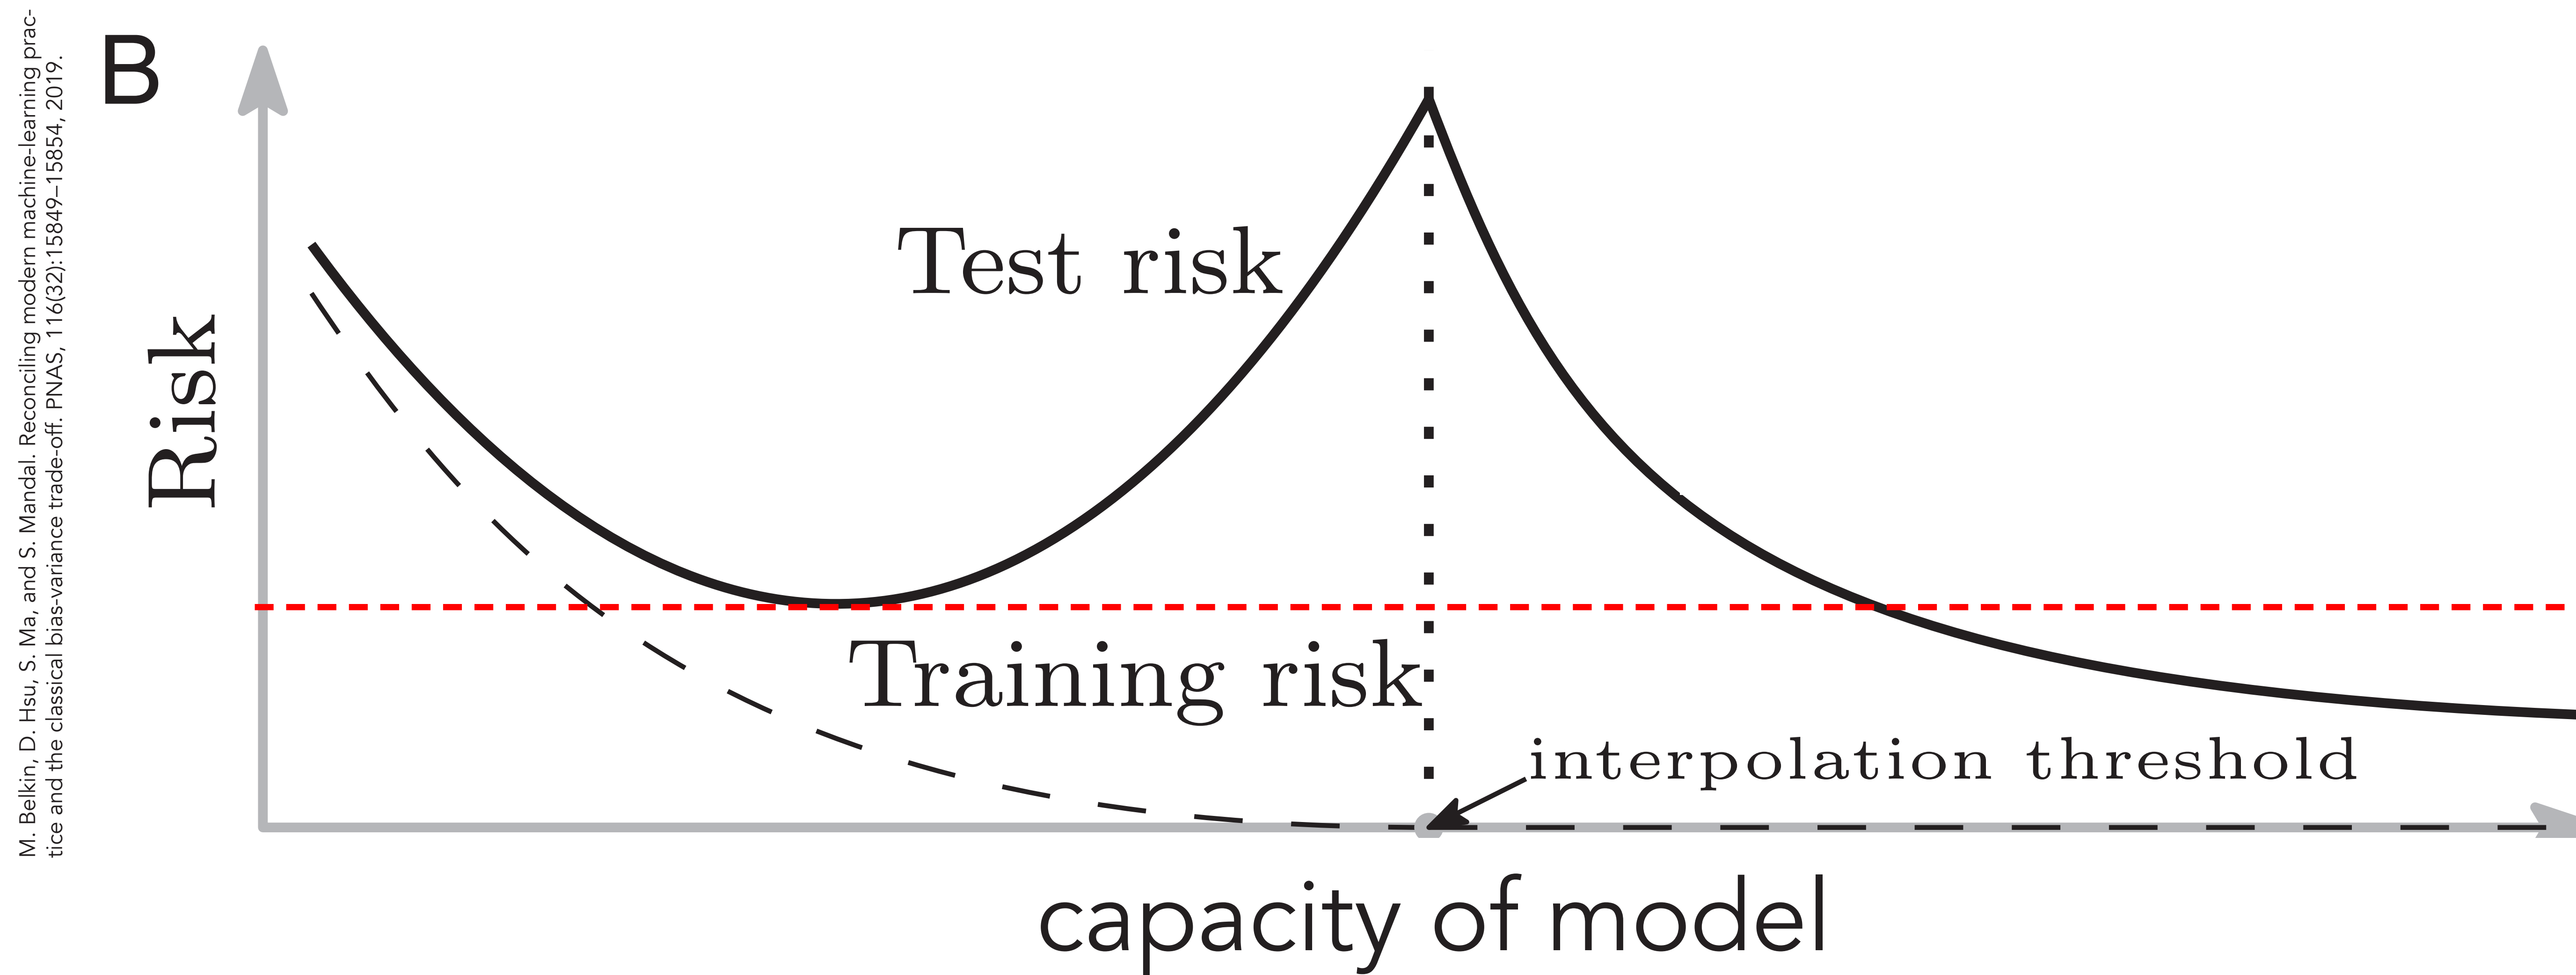 M. Belkin, D. Hsu, S. Ma, and S. Mandal. Reconciling modern machine-learning prac-
tice and the classical bias-variance trade-off. PNAS, 116(32):15849–15854, 2019.
B
Risk
Test risk
Training risk
interpolation threshold
capacity of model